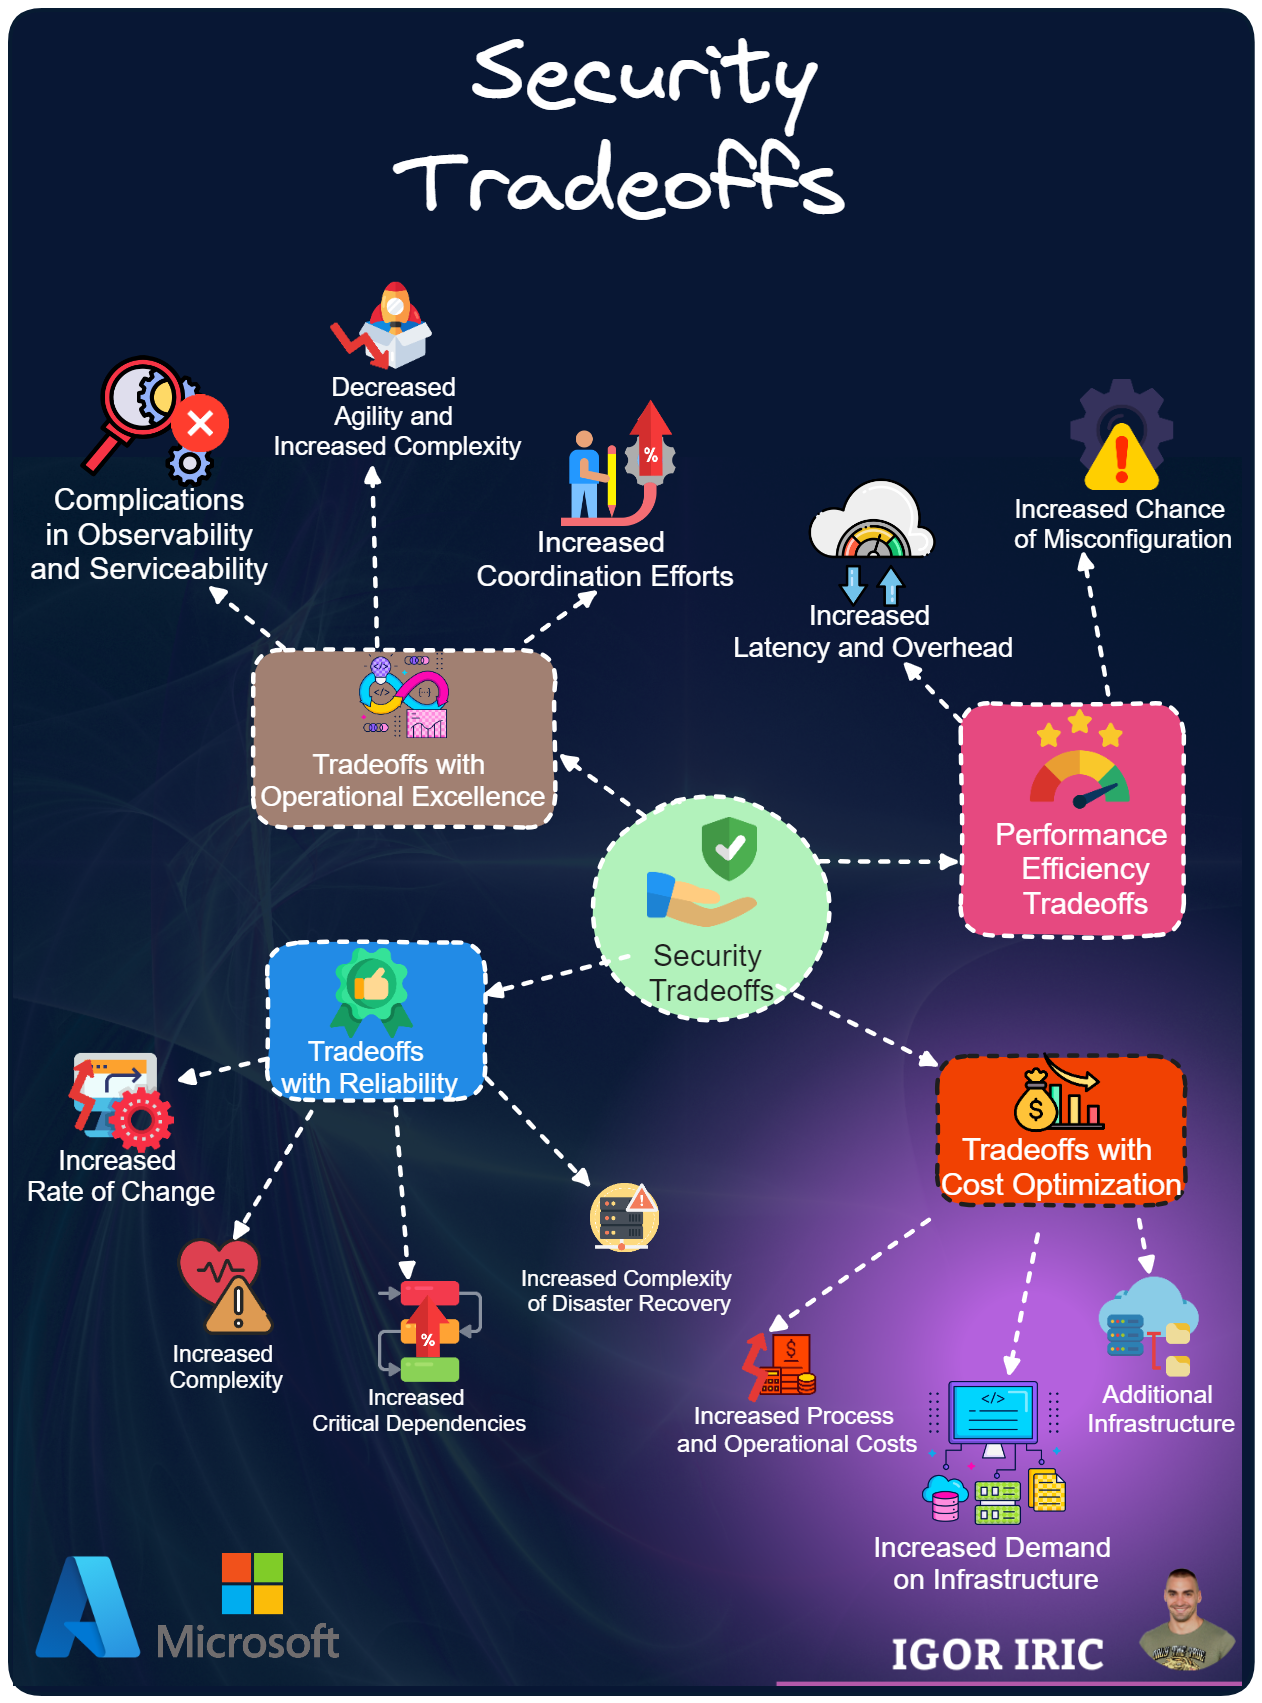 Security
Tradeoffs
Decreased
Agility and
Increased Complexity
Complications
in Observability
and Serviceability
%
Increased
Coordination Efforts
Increased Chance
of Misconfiguration
Increased
Latency and Overhead
Tradeoffs with
Operational Excellence
Performance
Efficiency
Tradeoffs
Security
Tradeoffs
Tradeoffs
with Reliability
Increased
Rate of Change
$
Tradeoffs with
Cost Optimization
Increased Complexity
of Disaster Recovery
Increased
Complexity
%
Increased
Critical Dependencies
$
Increased Process
and Operational Costs
</>
Additional
Infrastructure
Increased Demand
on Infrastructure
Microsoft
IGOR IRIC